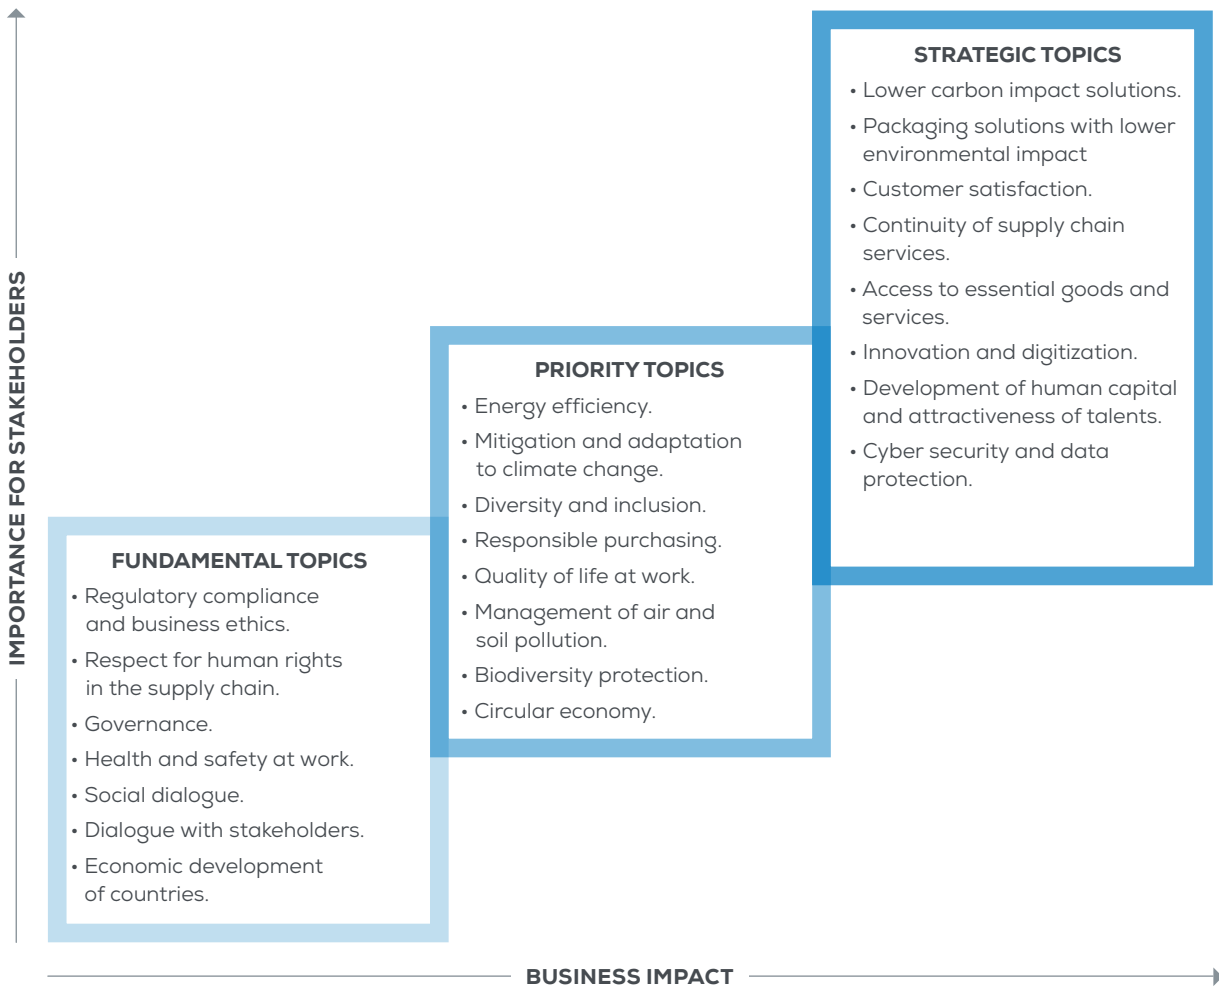 STRATEGIC TOPICS
• Lower carbon impact solutions.
• Packaging solutions with lower
environmental impact
• Customer satisfaction.
• Continuity of supply chain
services.
• Access to essential goods and
services.
• Innovation and digitization.
• Development of human capital
and attractiveness of talents.
• Cyber security and data
protection.
PRIORITY TOPICS
• Energy efficiency.
• Mitigation and adaptation
to climate change.
• Diversity and inclusion.
• Responsible purchasing.
• Quality of life at work.
• Management of air and
soil pollution.
• Biodiversity protection.
• Circular economy.
FUNDAMENTAL TOPICS
• Regulatory compliance
and business ethics.
• Respect for human rights
in the supply chain.
• Governance.
• Health and safety at work.
• Social dialogue.
• Dialogue with stakeholders.
• Economic development
of countries.
IMPORTANCE FOR STAKEHOLDERS
BUSINESS IMPACT